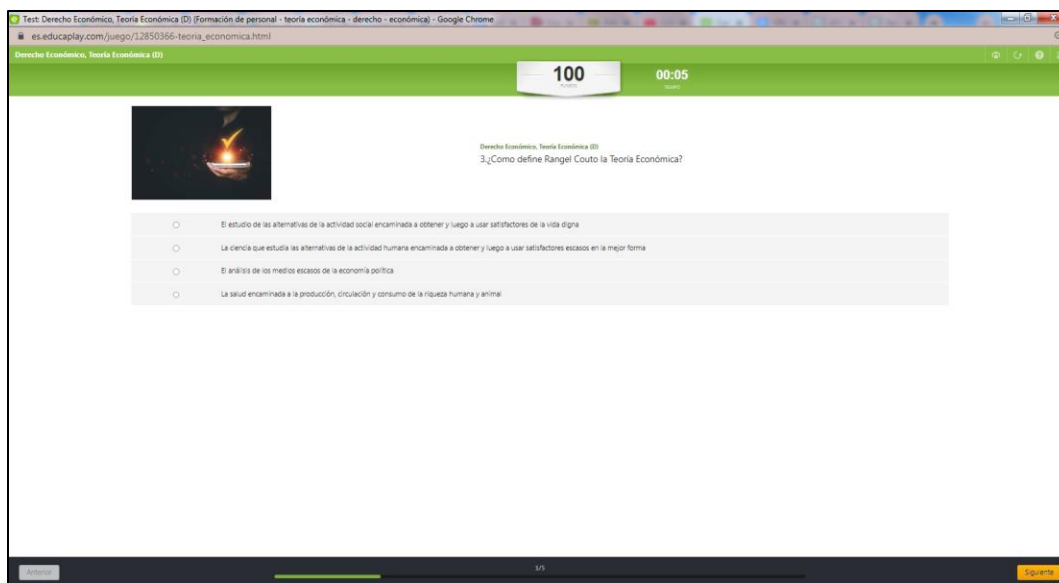 Test: Derecho Económico, Teoría Económica (D) (Formación de personal - teoría económica - derecho - económica) - Google Chrome
es.educaplay.com/juego/12850366-teoria_economica.html
Derecho Económico, Teoría Económica (D)
100
00:05
PUNTOS
TIEMPO
Derecho Económico, Teoría Económica (D)
3.¿Como define Rangel Couto la Teoría Económica?
El estudio de las alternativas de la actividad social encaminada a obtener y luego a usar satisfactores de la vida digna
La ciencia que estudia las alternativas de la actividad humana encaminada a obtener y luego a usar satisfactores escasos en la mejor forma
El análisis de los medios escasos de la economía política
La salud encaminada a la producción, circulación y consumo de la riqueza humana y animal
Anterior
1/5
Siguiente